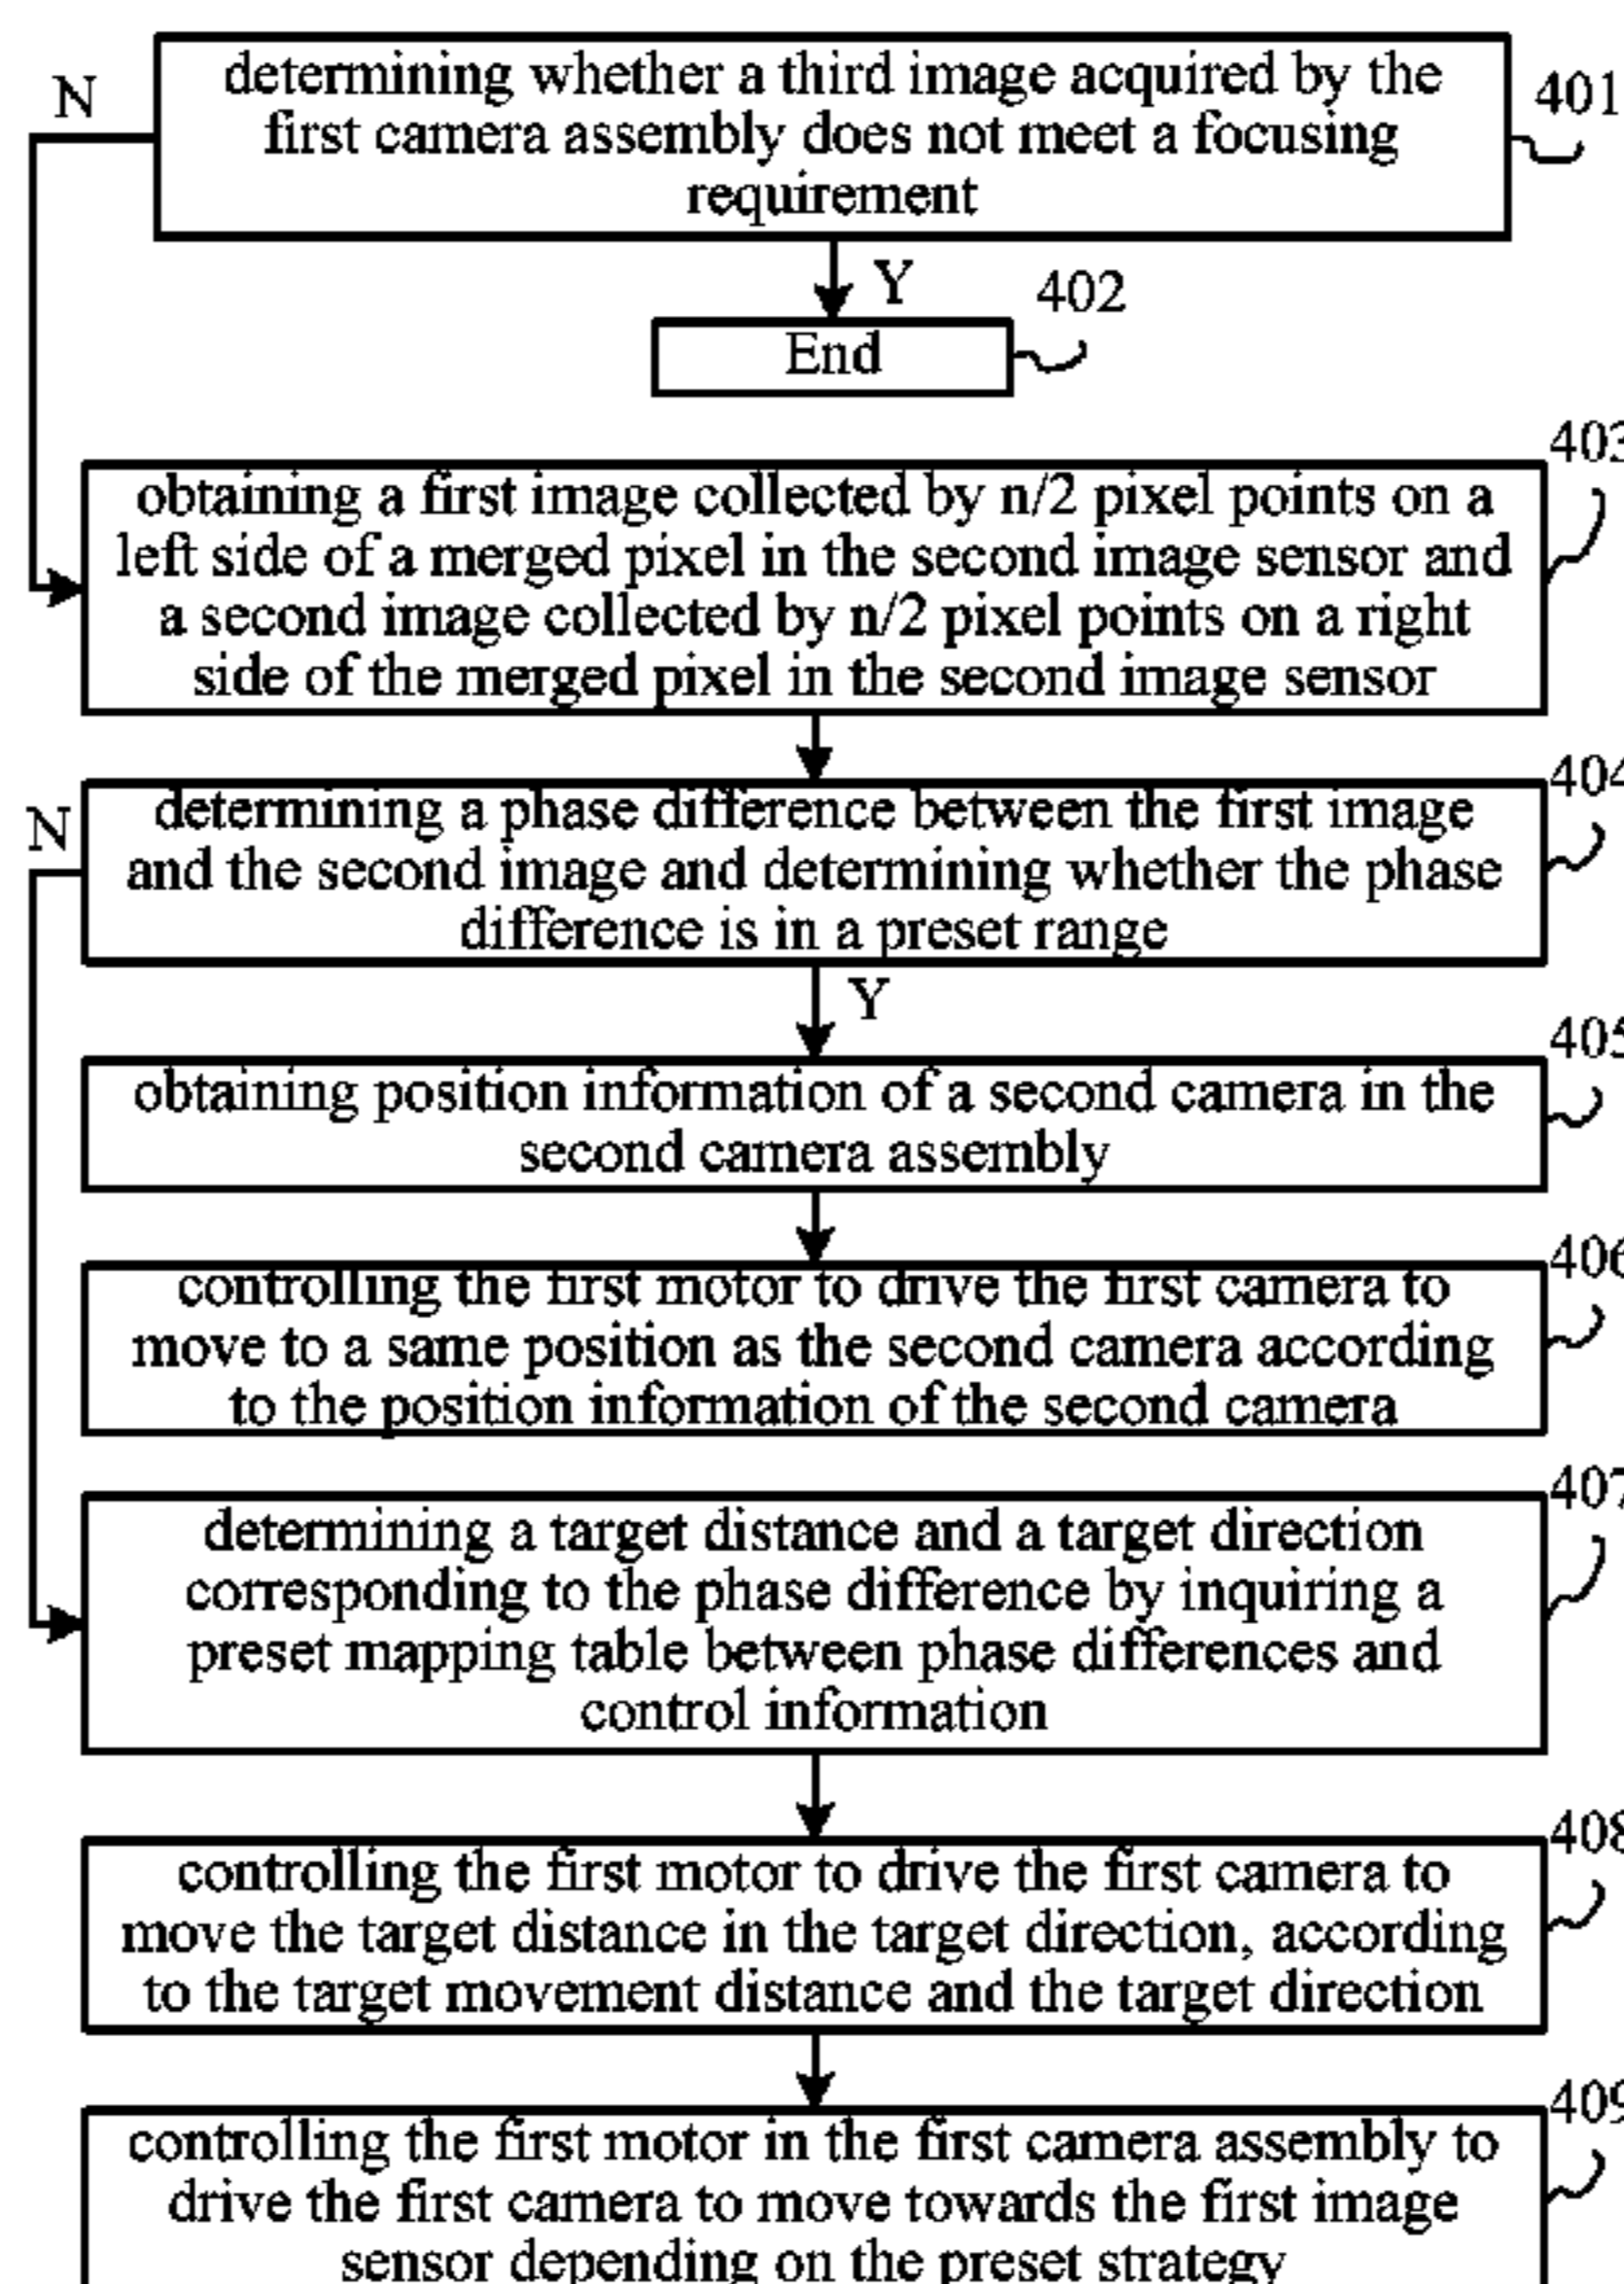 N
determining whether a third image acquired by the
first camera assembly does not meet a focusing
requirement
401
Y
End
402
403
obtaining a first image collected by n/2 pixel points on a
left side of a merged pixel in the second image sensor and
a second image collected by n/2 pixel points on a right
side of the merged pixel in the second image sensor
404
N
determining a phase difference between the first image
and the second image and determining whether the phase
difference is in a preset range
Y
405
obtaining position information of a second camera in the
second camera assembly
406
controlling the first motor to drive the first camera to
move to a same position as the second camera according
to the position information of the second camera
407
determining a target distance and a target direction
corresponding to the phase difference by inquiring a
preset mapping table between phase differences and
control information
408
controlling the first motor to drive the first camera to
move the target distance in the target direction, according
to the target movement distance and the target direction
409
controlling the first motor in the first camera assembly to
drive the first camera to move towards the first image
sensor depending on the preset strategy